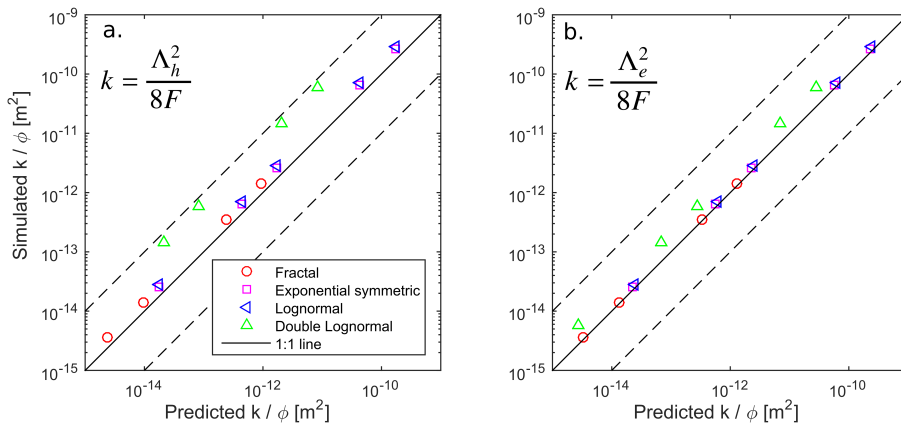 a.
k = Λ_h^2 / 8F
10^-9
10^-10
10^-11
10^-12
10^-13
10^-14
10^-15
Simulated k / ϕ [m^2]
Fractal
Exponential symmetric
Lognormal
Double Lognormal
1:1 line
10^-14 10^-12 10^-10
Predicted k / ϕ [m^2]
b.
k = Λ_e^2 / 8F
10^-9
10^-10
10^-11
10^-12
10^-13
10^-14
10^-15
10^-14 10^-12 10^-10
Predicted k / ϕ [m^2]